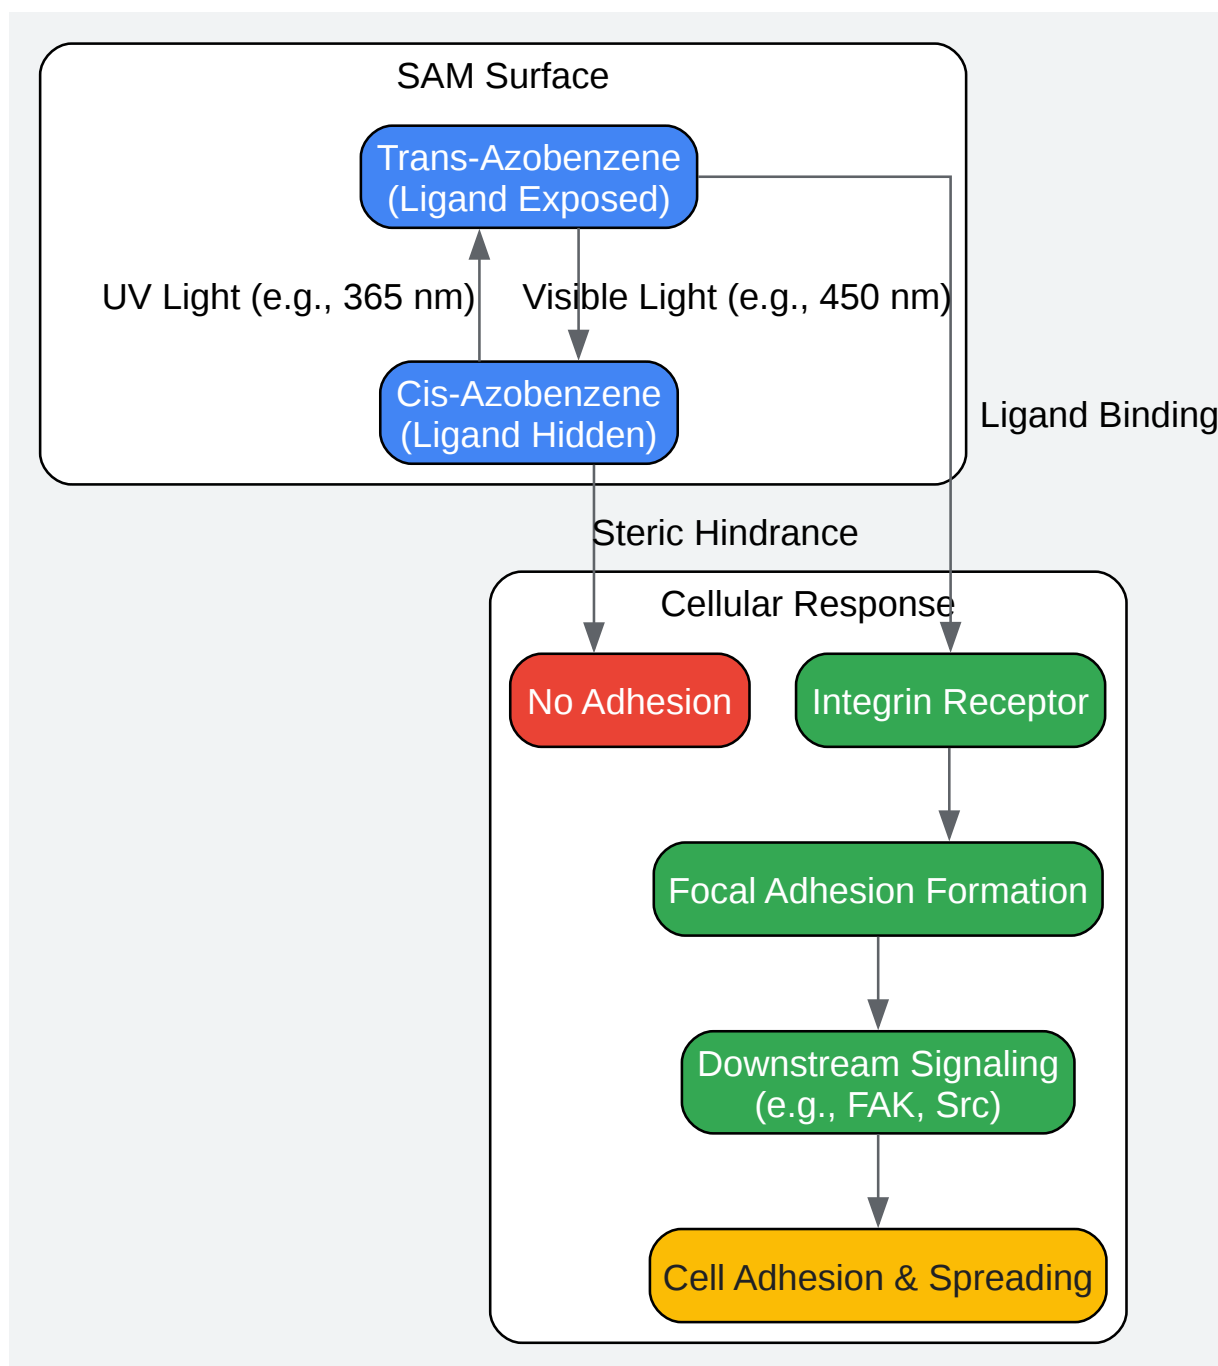 SAM Surface
Trans-Azobenzene
(Ligand Exposed)
UV Light (e.g., 365 nm)
Visible Light (e.g., 450 nm)
Cis-Azobenzene
(Ligand Hidden)
Ligand Binding
Steric Hindrance
Cellular Response
No Adhesion
Integrin Receptor
Focal Adhesion Formation
Downstream Signaling
(e.g., FAK, Src)
Cell Adhesion & Spreading